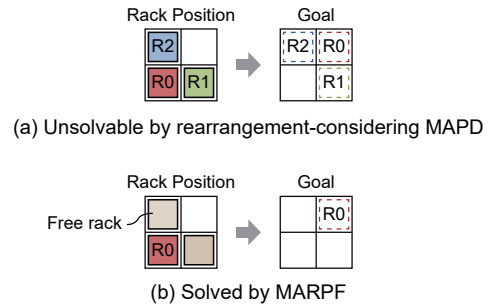 Rack Position Goal
R2 R2 R0
R0 R1 R1
(a) Unsolvable by rearrangement-considering MAPD
Rack Position Goal
Free rack R0
R0
(b) Solved by MARPF